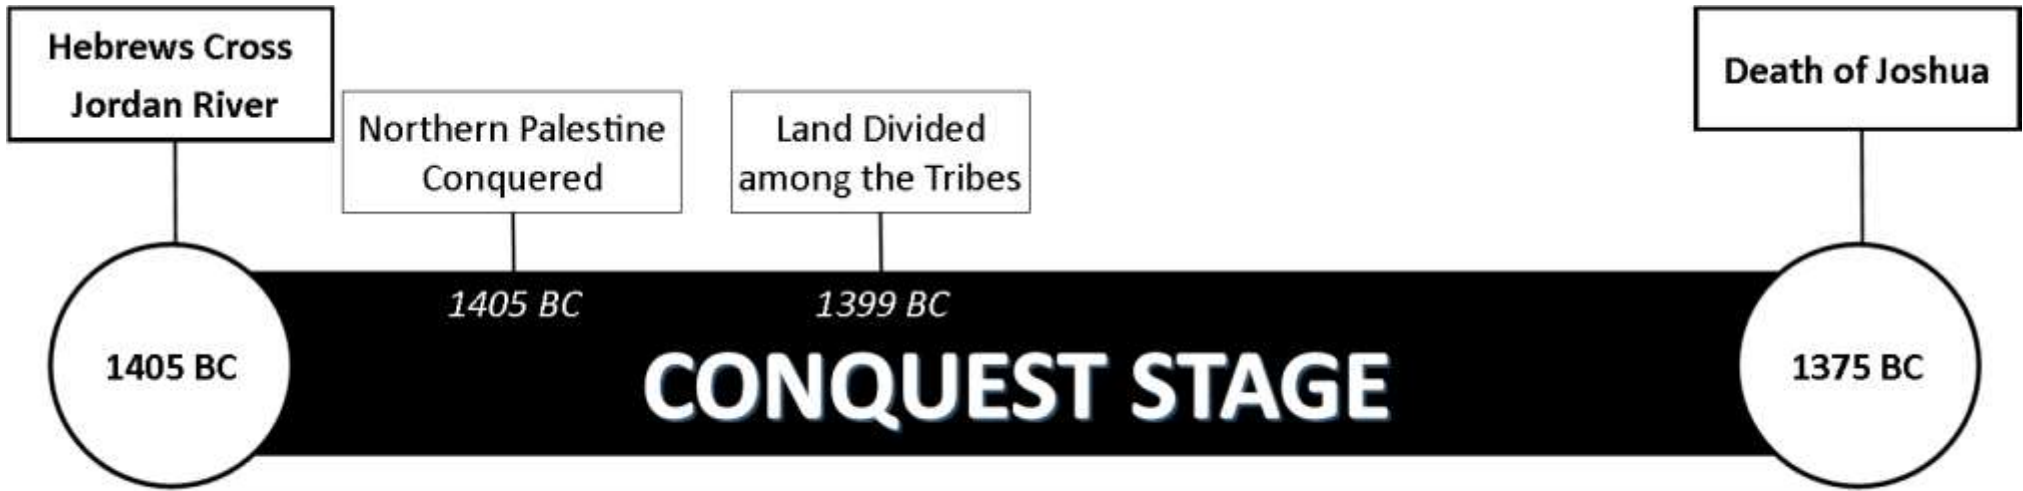 Hebrews Cross
Jordan River
Northern Palestine
Conquered
Land Divided
among the Tribes
Death of Joshua
1405 BC
1405 BC
1399 BC
CONQUEST STAGE
1375 BC